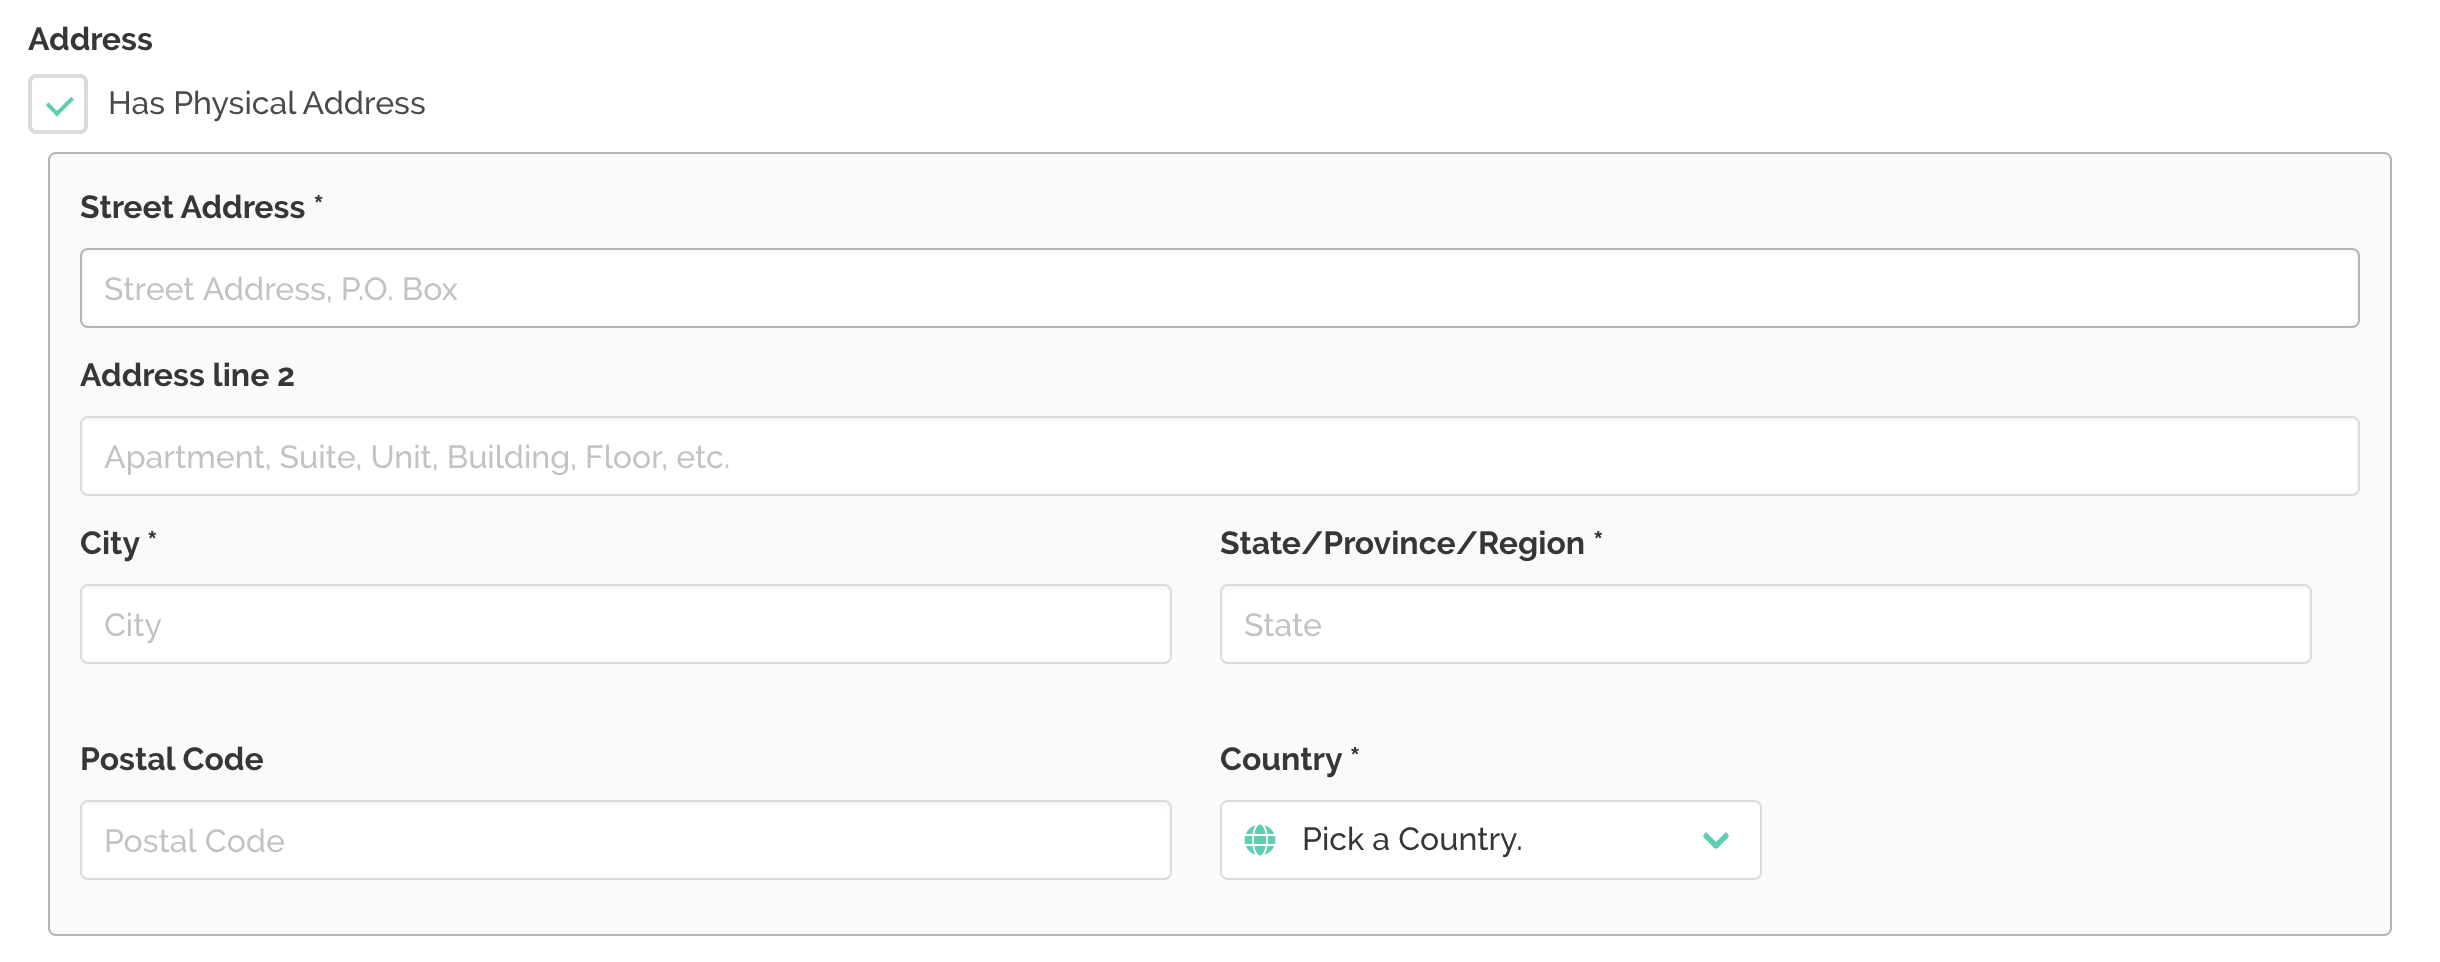 Address
Has Physical Address
Street Address *
Street Address, P.O. Box
Address line 2
Apartment, Suite, Unit, Building, Floor, etc.
City *
State/Province/Region *
City
State
Postal Code
Country *
Postal Code
Pick a Country.